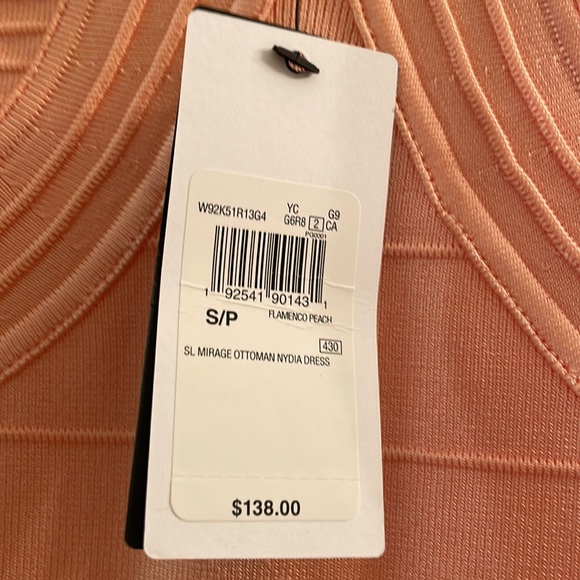 W92K51R13G4 YC G9
G6R8 2 CA
PG0001
1 92541 90143 1
S/P FLAMENCO PEACH
430
SL MIRAGE OTTOMAN NYDIA DRESS
$138.00